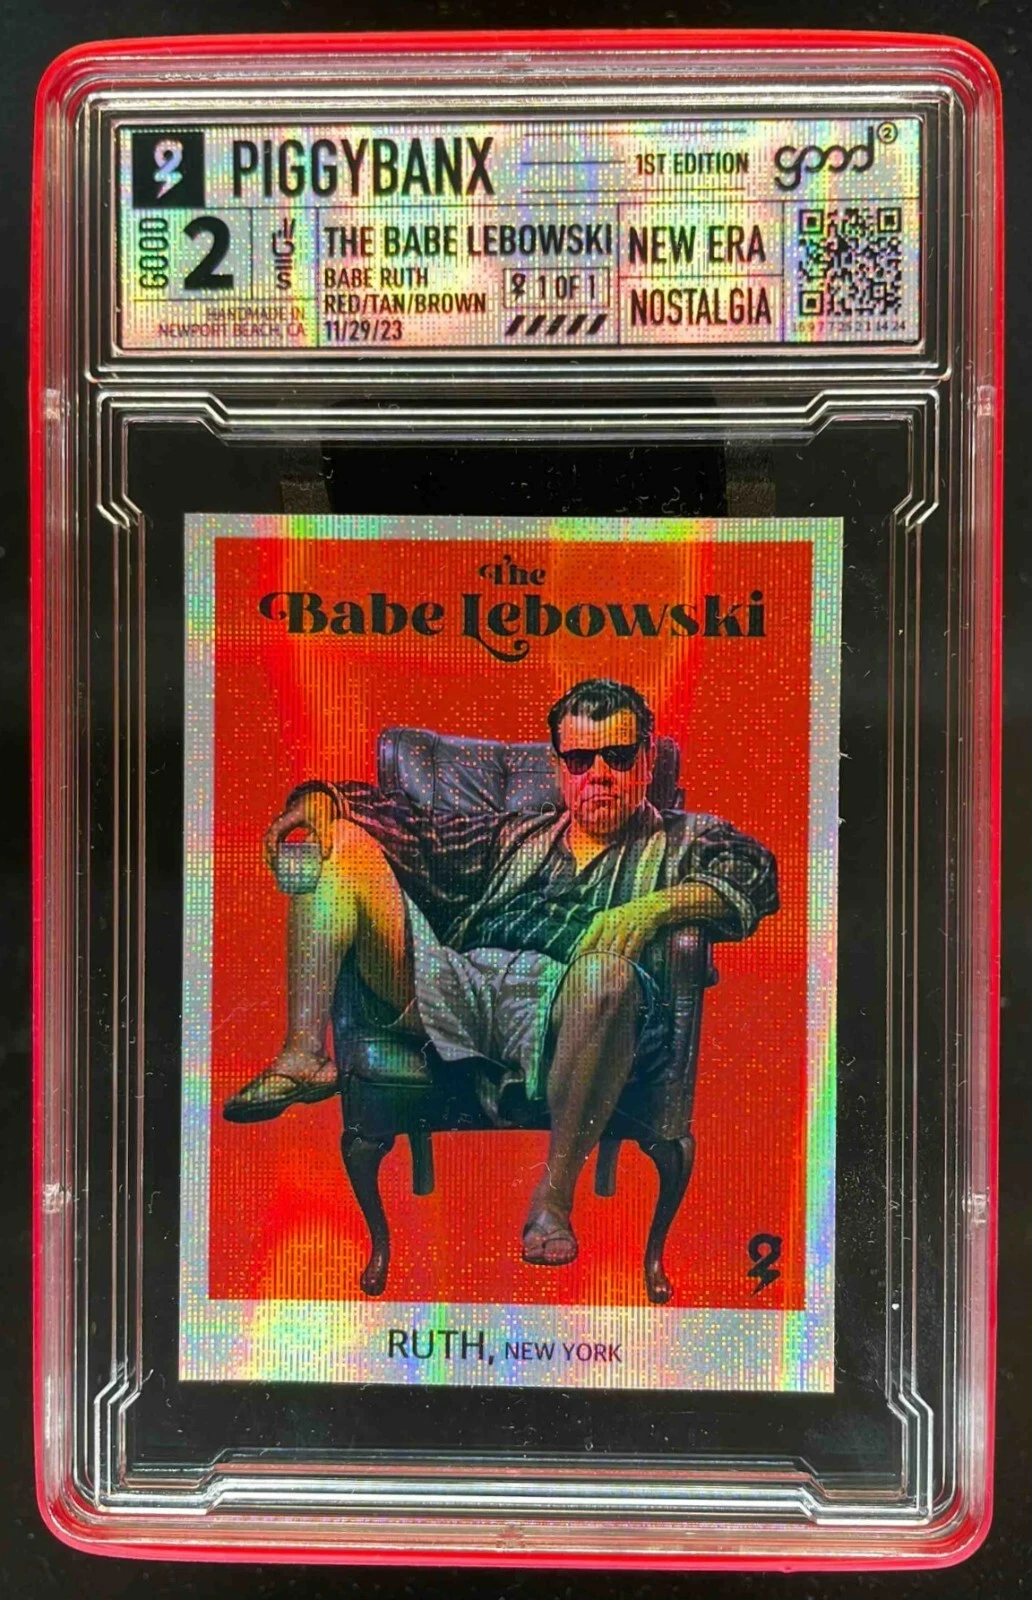 PiGGYBANX
1ST EDITION
good②
GOOD
2
THE BABE LEBOWSKI
NEW ERA
BABE RUTH
1 OF 1
RED/TAN/BROWN
NOSTALGIA
HANDMADE IN
NEWPORT BEACH, CA
11/29/23
The
Babe Lebowski
RUTH, NEW YORK